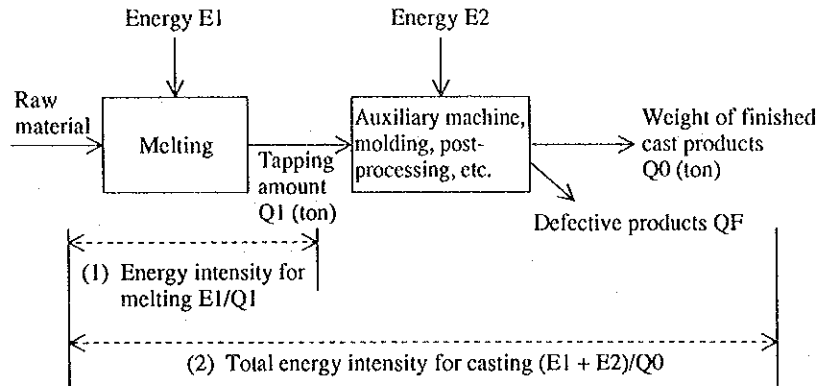 Energy E1
Energy E2
Raw
material
Melting
Tapping
amount
Q1 (ton)
Auxiliary machine,
molding, post-
processing, etc.
Weight of finished
cast products
Q0 (ton)
Defective products QF
(1) Energy intensity for
melting E1/Q1
(2) Total energy intensity for casting (E1 + E2)/Q0